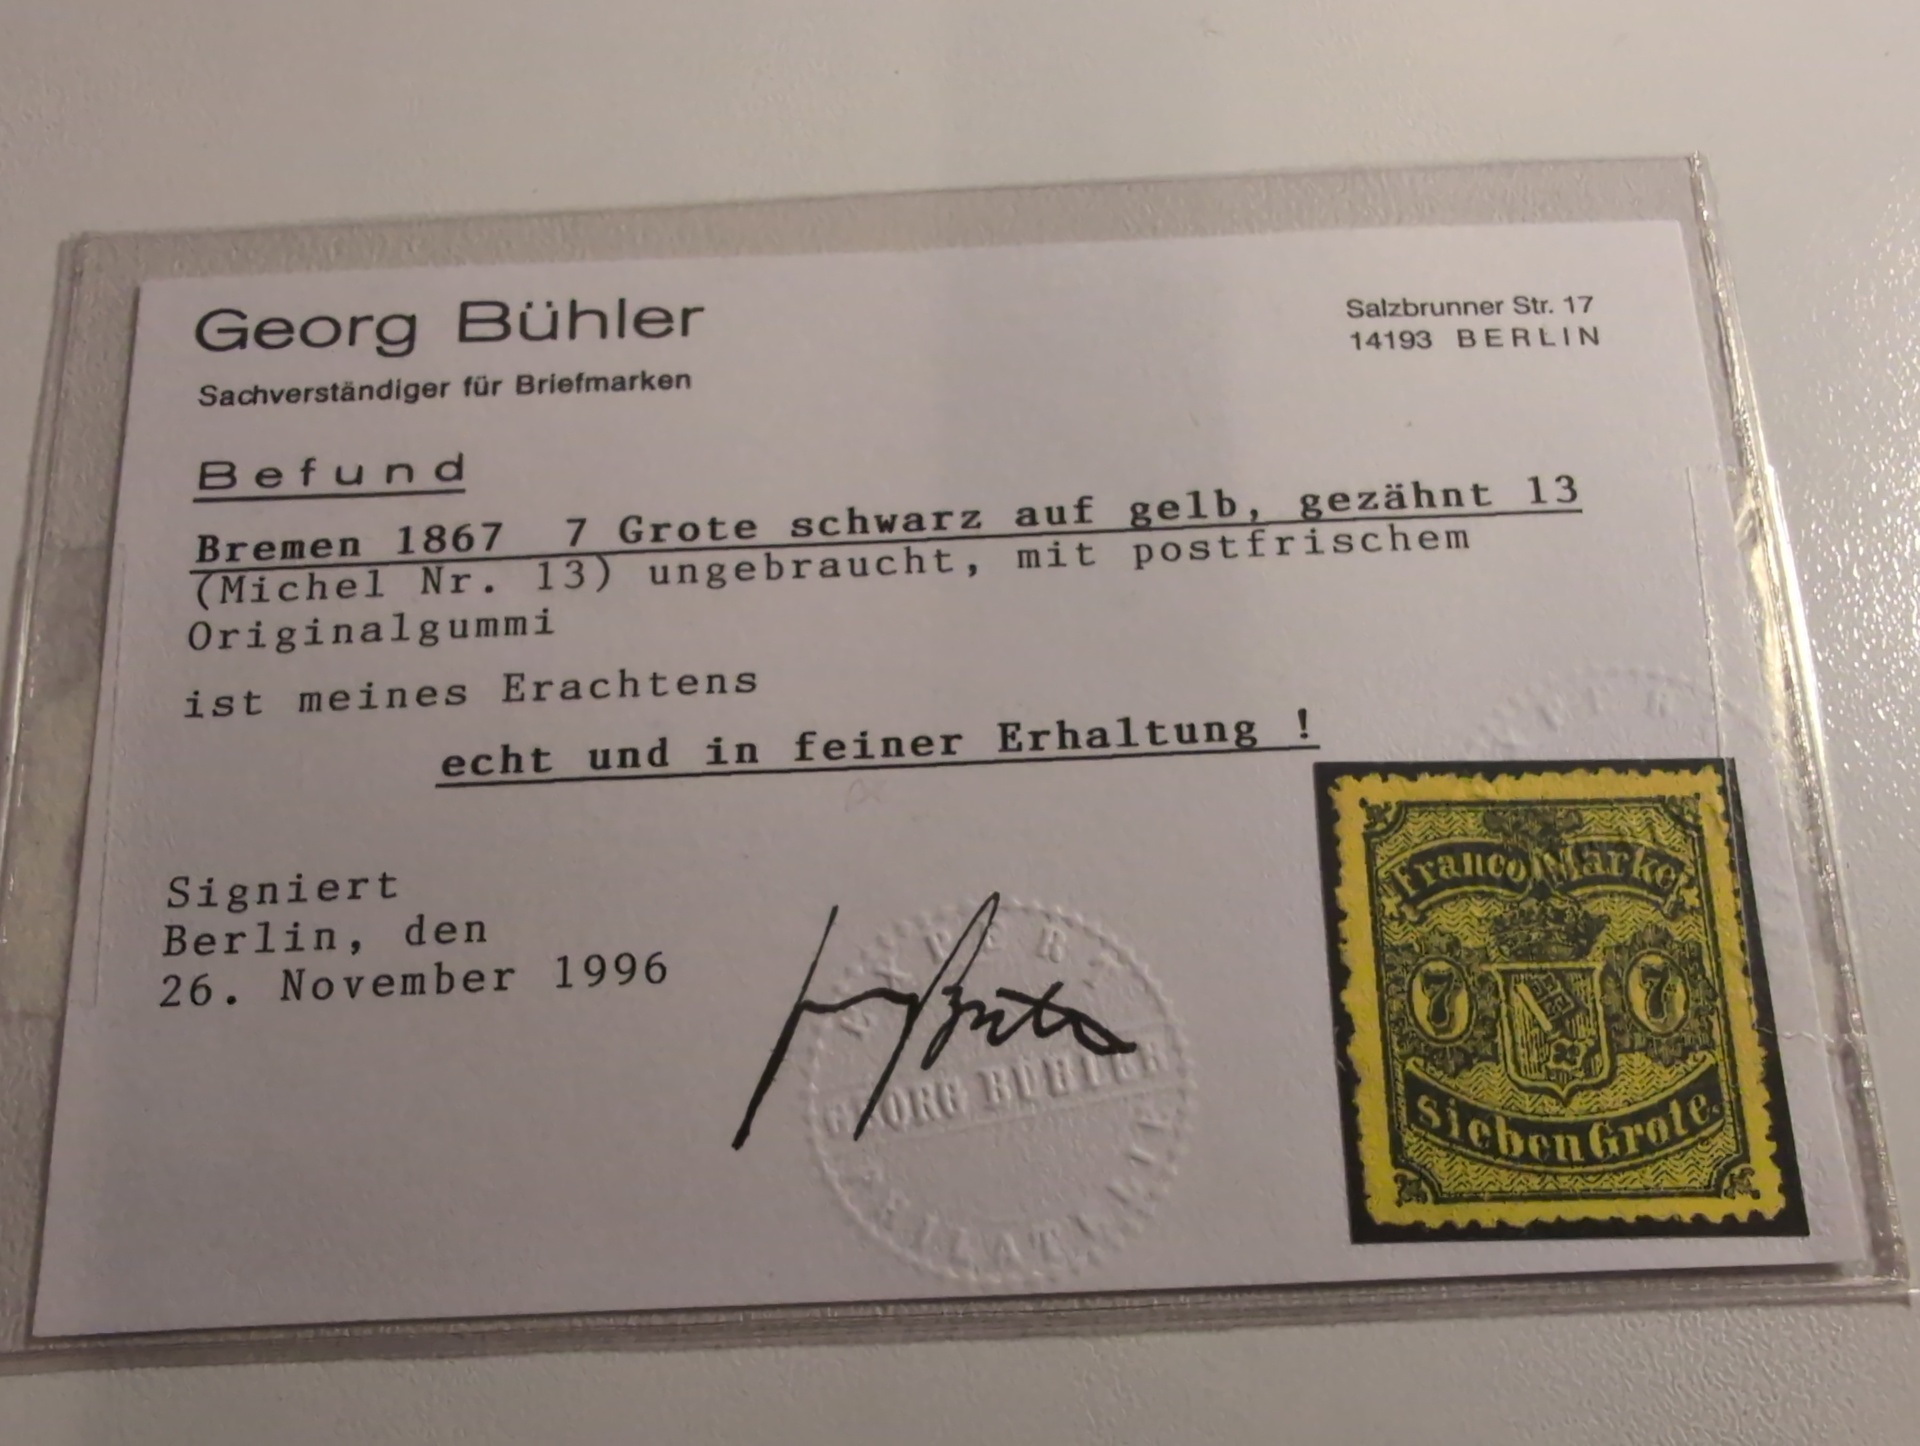 Georg Bühler
Sachverständiger für Briefmarken
Salzbrunner Str. 17
14193 BERLIN
Befund
Bremen 1867 7 Grote schwarz auf gelb, gezähnt 13
(Michel Nr. 13) ungebraucht, mit postfrischem
Originalgummi
ist meines Erachtens
echt und in feiner Erhaltung !
Signiert
Berlin, den
26. November 1996
EXPERT
GEORG BÜHLER
PHILATELIE
Franco Marke
7 7
Sieben Grote.